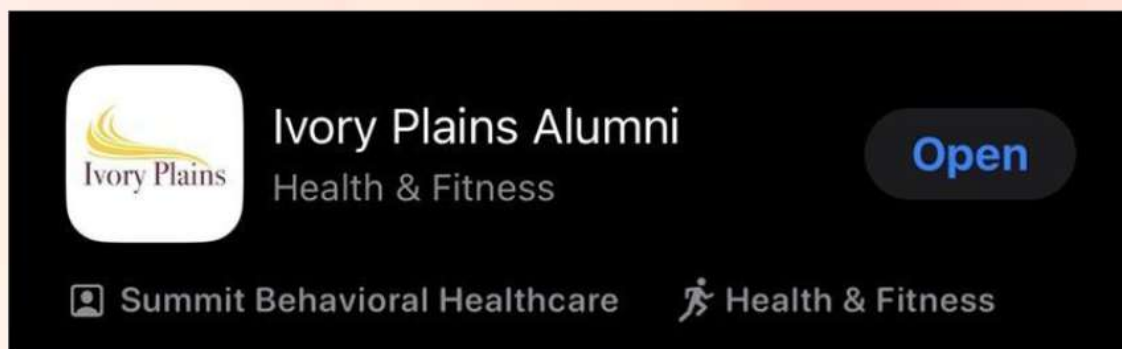 Ivory Plains
Ivory Plains Alumni
Health & Fitness
Open
Summit Behavioral Healthcare
Health & Fitness